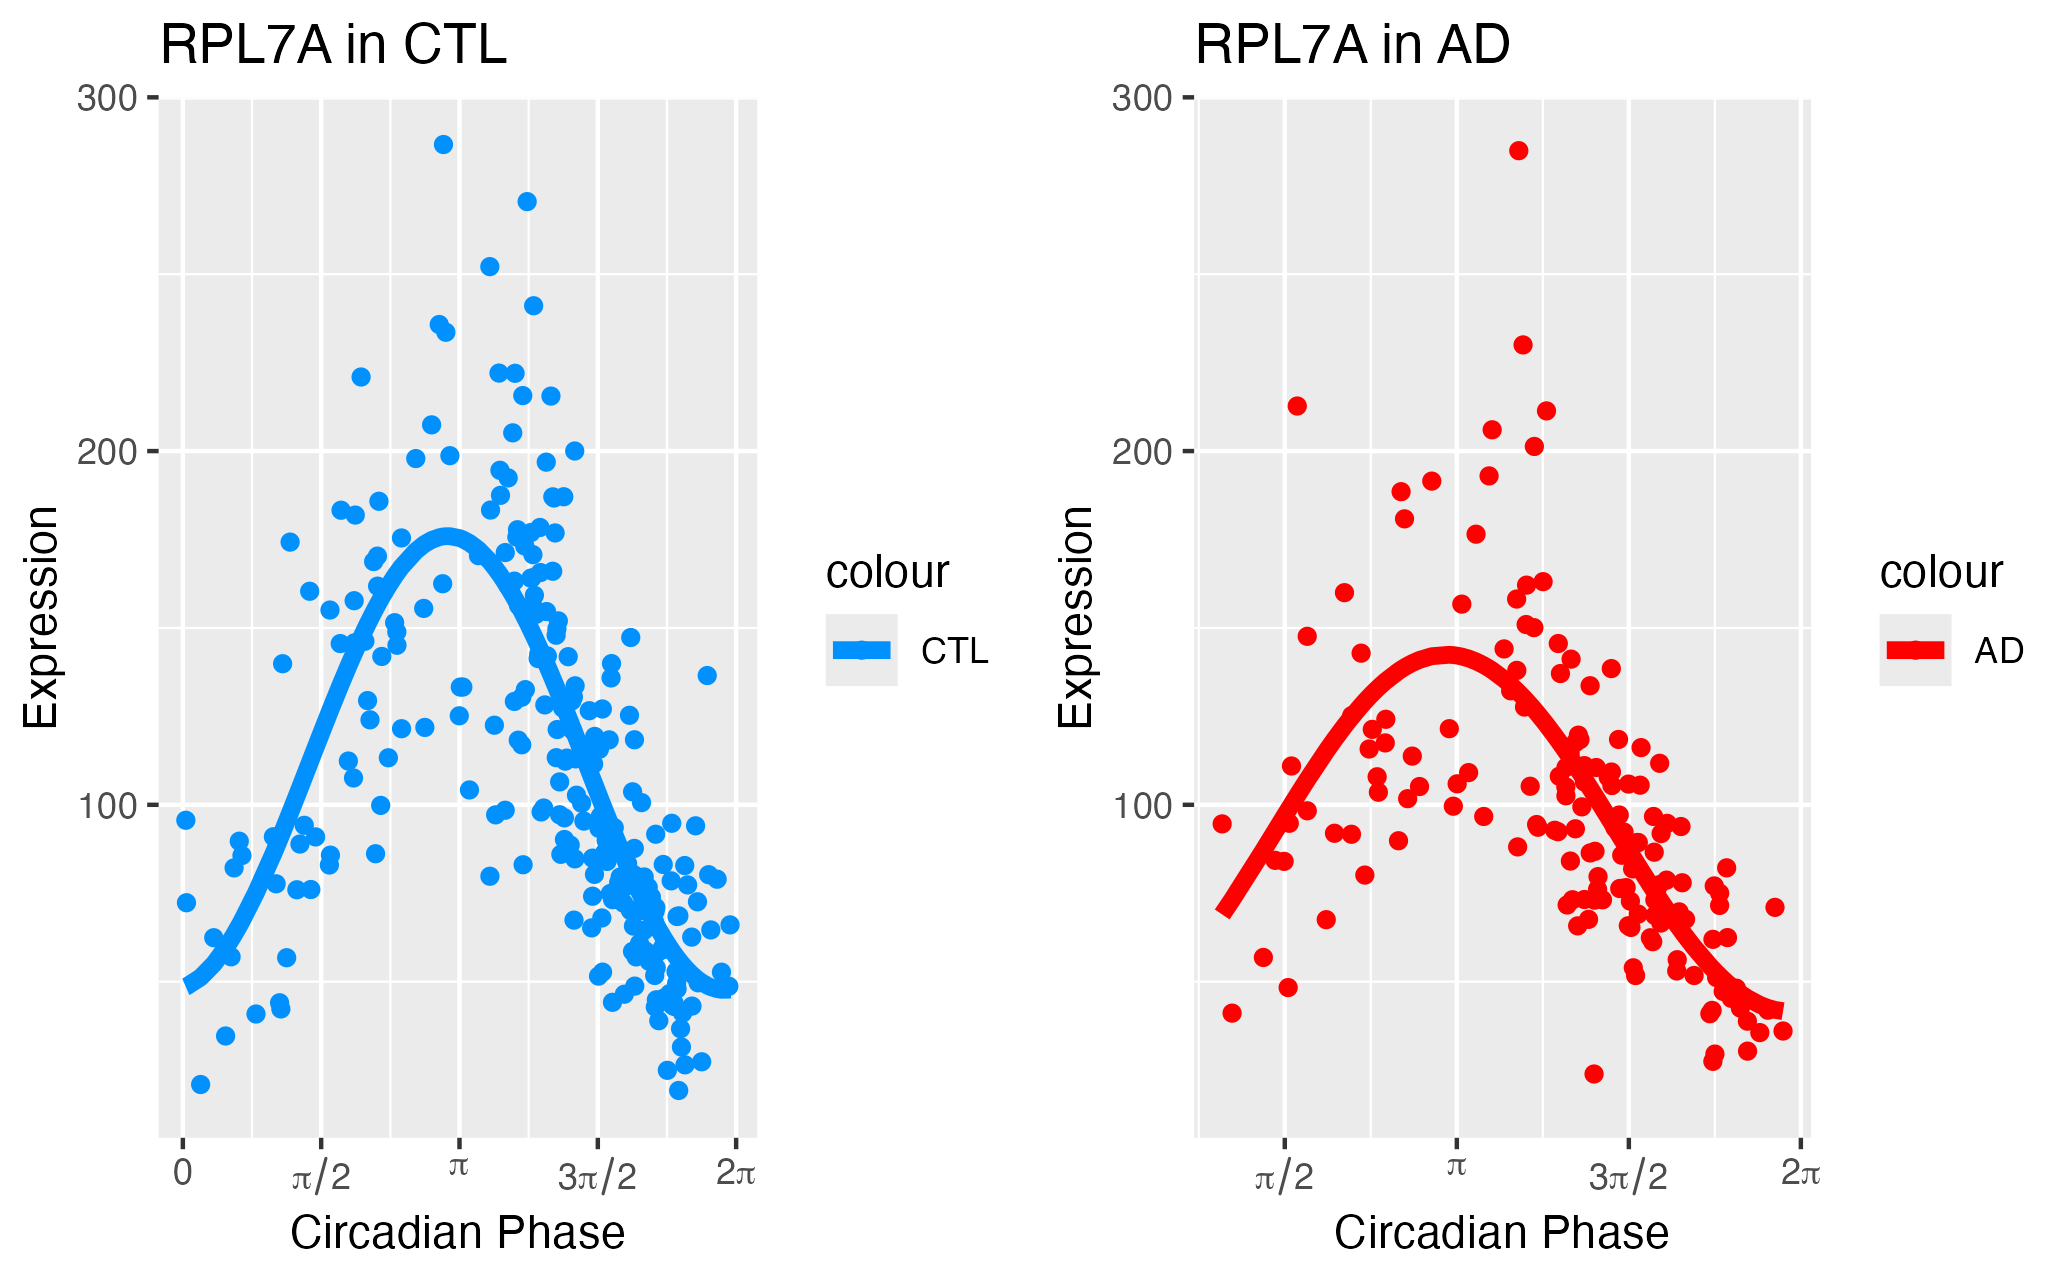 RPL7A in CTL
300
200
100
Expression
0 π/2 π 3π/2 2π
Circadian Phase
colour
CTL
RPL7A in AD
300
200
100
Expression
π/2 π 3π/2 2π
Circadian Phase
colour
AD